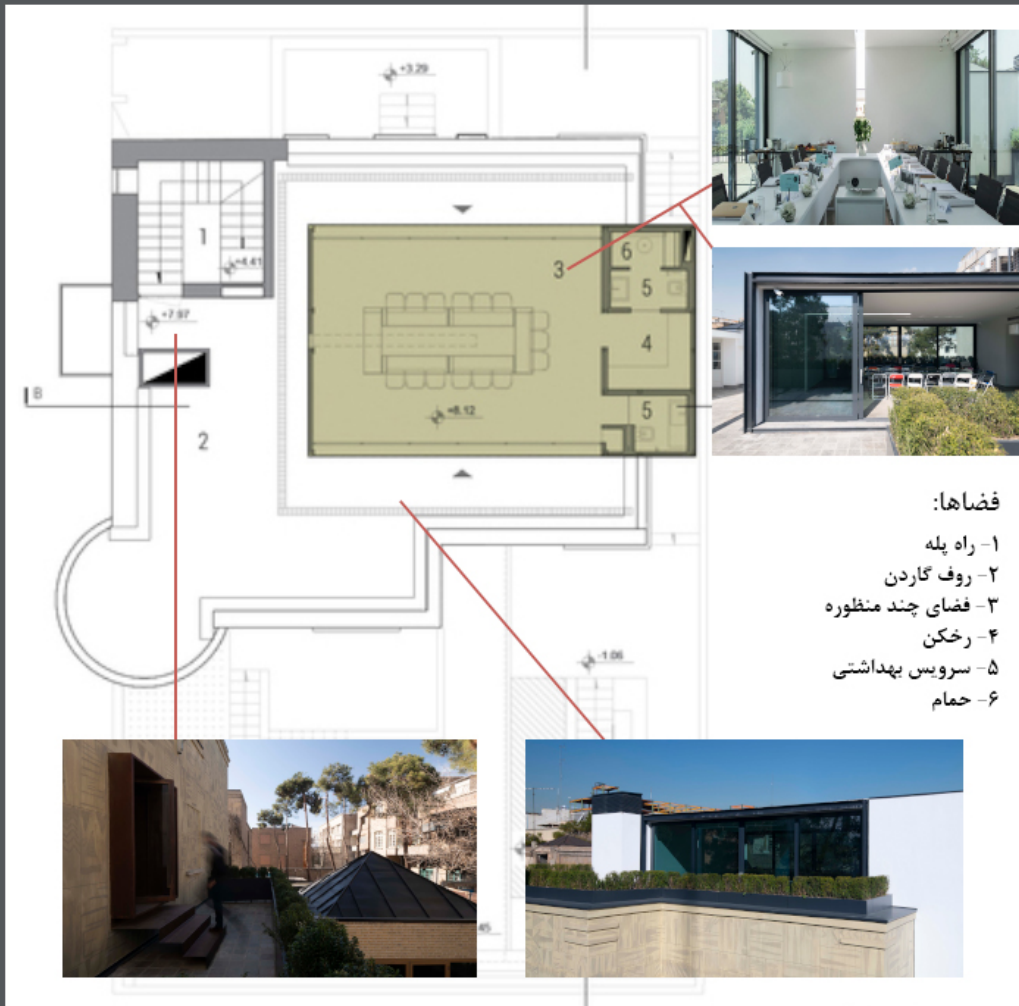 +3.29
1
+4.41
6
3
5
+7.97
4
+8.12
5
B
2
فضاها:
۱- راه پله
۲- روف گاردن
۳- فضای چند منظوره
۴- رخکن
۵- سرویس بهداشتی
۶- حمام
-1.06